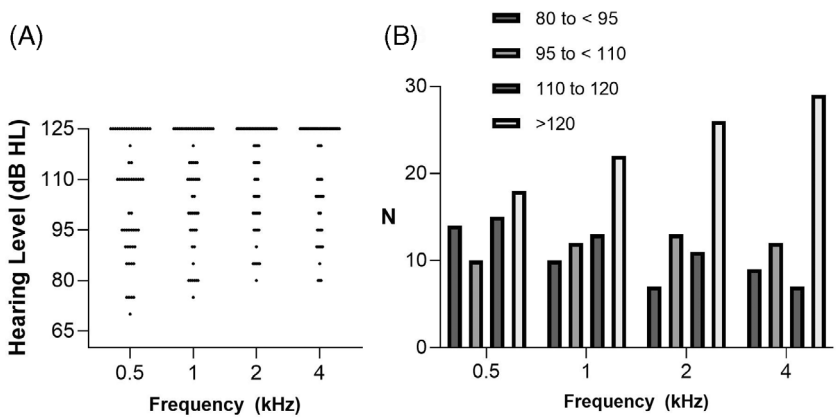 (A)
Hearing Level (dB HL)
125
110
95
80
65
0.5 1 2 4
Frequency (kHz)
(B)
80 to < 95
95 to < 110
110 to 120
>120
N
30
20
10
0
0.5 1 2 4
Frequency (kHz)